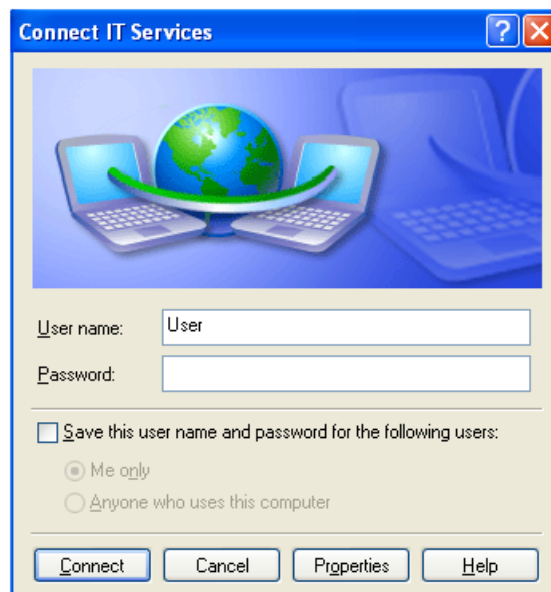 Connect IT Services
User name: User
Password:
Save this user name and password for the following users:
Me only
Anyone who uses this computer
Connect Cancel Properties Help